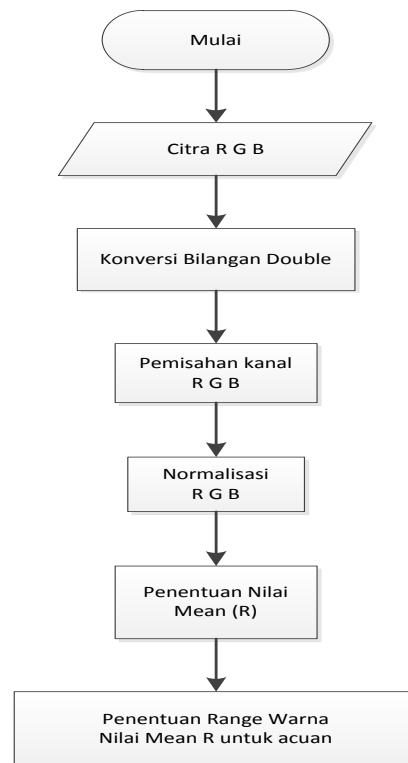 Mulai
Citra R G B
Konversi Bilangan Double
Pemisahan kanal
R G B
Normalisasi
R G B
Penentuan Nilai
Mean (R)
Penentuan Range Warna
Nilai Mean R untuk acuan